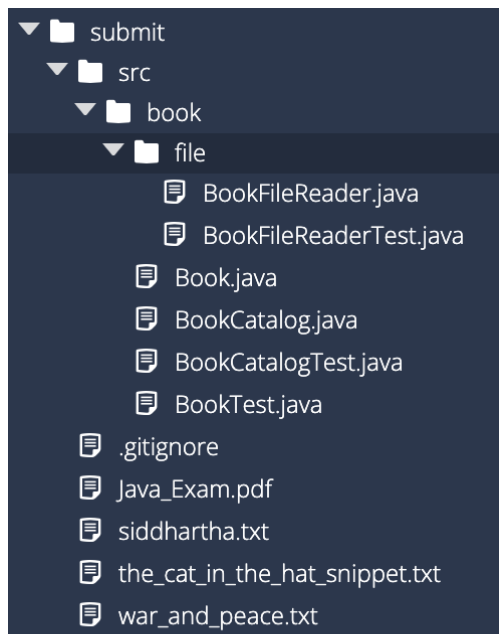 submit
src
book
file
BookFileReader.java
BookFileReaderTest.java
Book.java
BookCatalog.java
BookCatalogTest.java
BookTest.java
.gitignore
Java_Exam.pdf
siddhartha.txt
the_cat_in_the_hat_snippet.txt
war_and_peace.txt